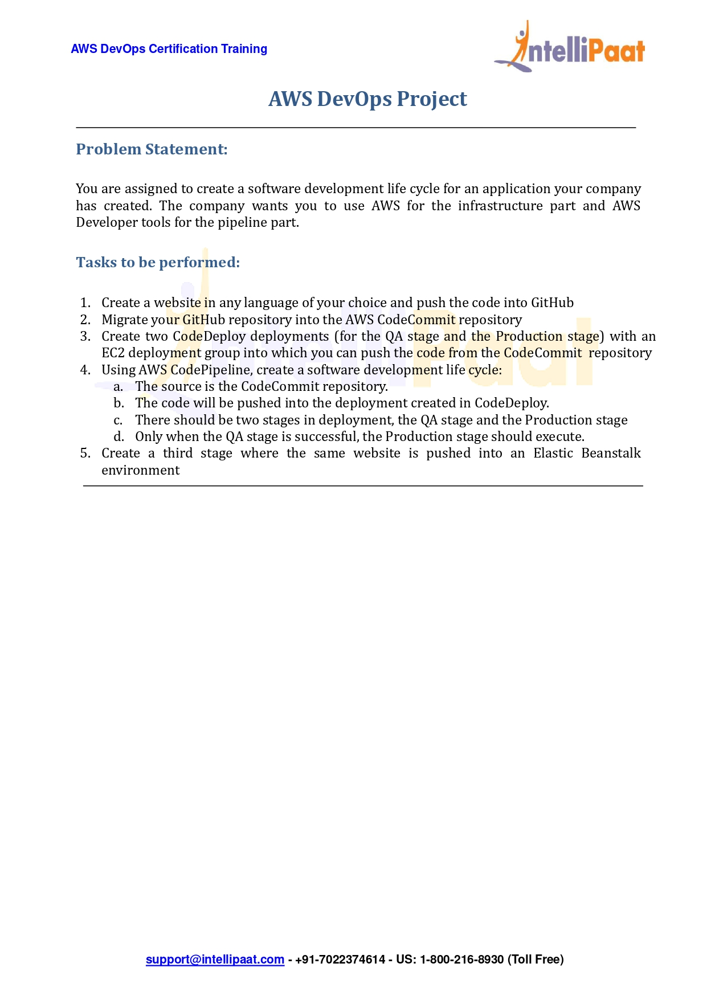 AWS DevOps Certification Training
IntelliPaat
AWS DevOps Project
Problem Statement:
You are assigned to create a software development life cycle for an application your company
has created. The company wants you to use AWS for the infrastructure part and AWS
Developer tools for the pipeline part.
Tasks to be performed:
1. Create a website in any language of your choice and push the code into GitHub
2. Migrate your GitHub repository into the AWS CodeCommit repository
3. Create two CodeDeploy deployments (for the QA stage and the Production stage) with an
EC2 deployment group into which you can push the code from the CodeCommit repository
4. Using AWS CodePipeline, create a software development life cycle:
a. The source is the CodeCommit repository.
b. The code will be pushed into the deployment created in CodeDeploy.
c. There should be two stages in deployment, the QA stage and the Production stage
d. Only when the QA stage is successful, the Production stage should execute.
5. Create a third stage where the same website is pushed into an Elastic Beanstalk
environment
support@intellipaat.com - +91-7022374614 - US: 1-800-216-8930 (Toll Free)